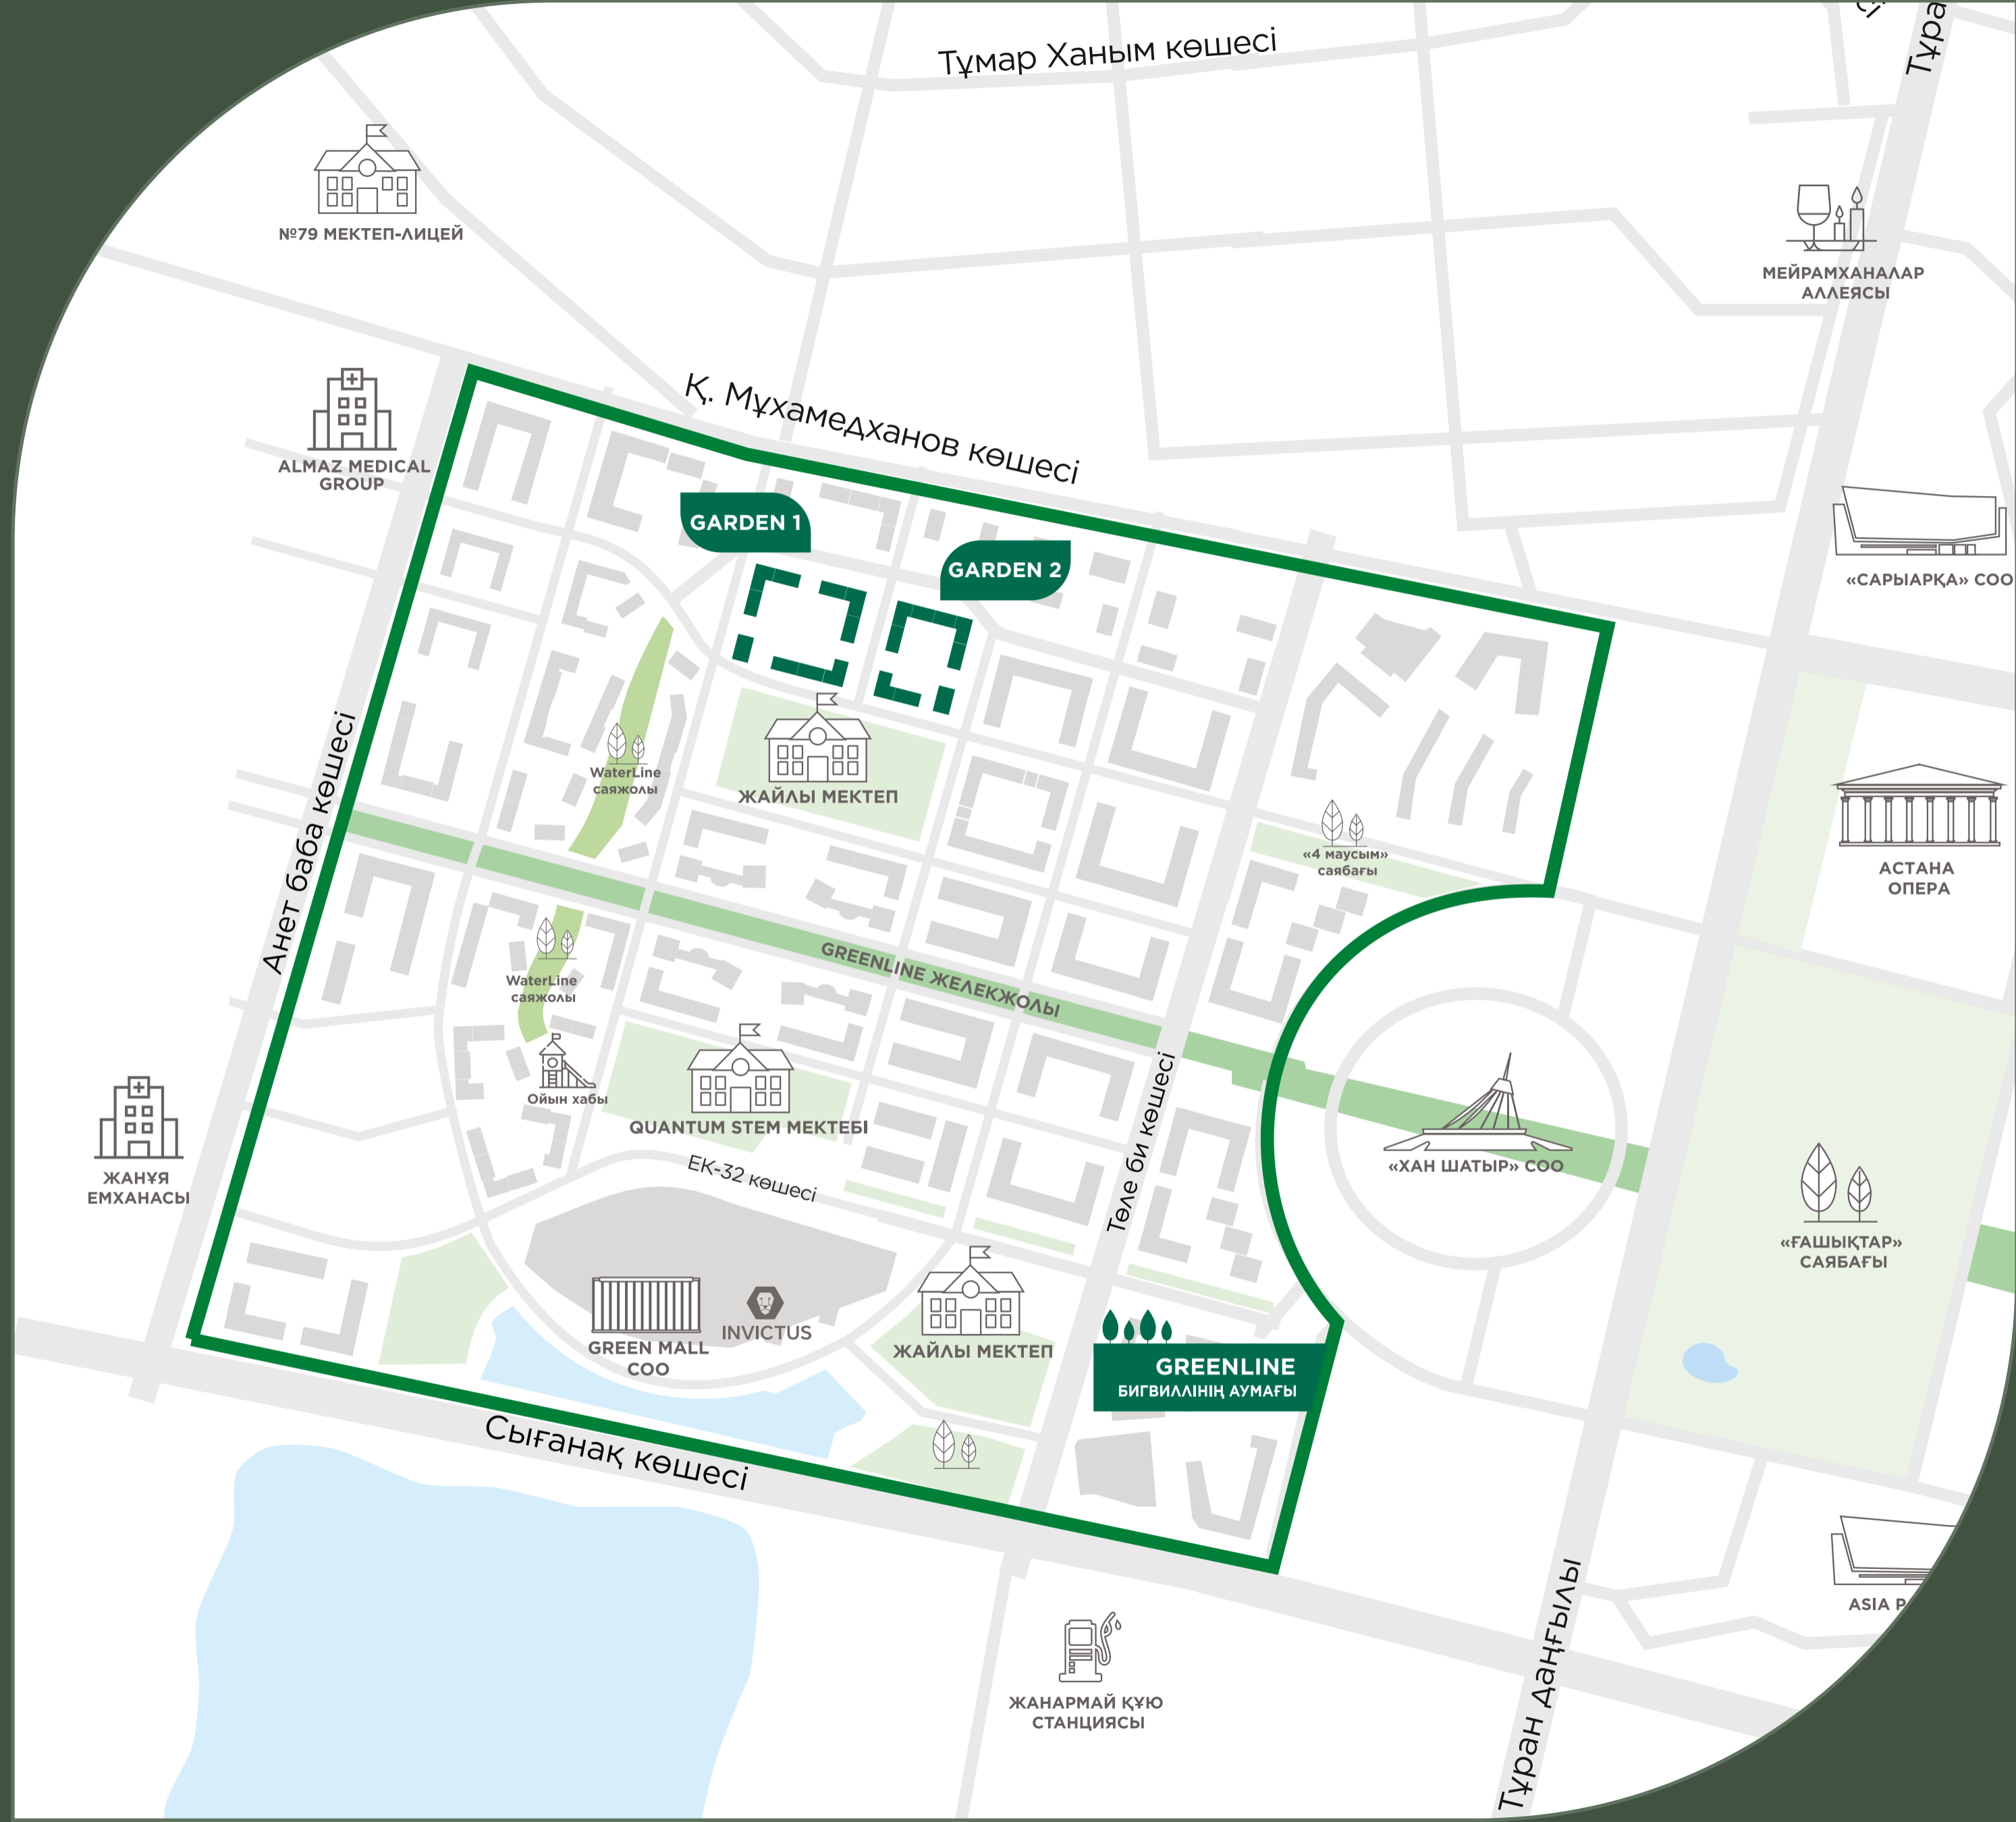 Тұмар Ханым көшесі
Тұра
№79 МЕКТЕП-ЛИЦЕЙ
МЕЙРАМХАНАЛАР
АЛЛЕЯСЫ
Қ. Мұхамедханов көшесі
ALMAZ MEDICAL
GROUP
GARDEN 1
GARDEN 2
«САРЫАРҚА» СОО
Анет баба көшесі
WaterLine
саяжолы
ЖАЙЛЫ МЕКТЕП
«4 маусым»
саябағы
АСТАНА
ОПЕРА
GREENLINE ЖЕЛЕКЖОЛЫ
WaterLine
саяжолы
Ойын хабы
QUANTUM STEM МЕКТЕБІ
Төле би көшесі
«ХАН ШАТЫР» СОО
ЖАНҰЯ
ЕМХАНАСЫ
ЕК-32 көшесі
«ҒАШЫҚТАР»
САЯБАҒЫ
GREEN MALL
СОО
INVICTUS
ЖАЙЛЫ МЕКТЕП
GREENLINE
БИГВИЛЛІНІҢ АУМАҒЫ
Сығанақ көшесі
ASIA P
ЖАНАРМАЙ ҚҰЮ
СТАНЦИЯСЫ
Тұран даңғылы